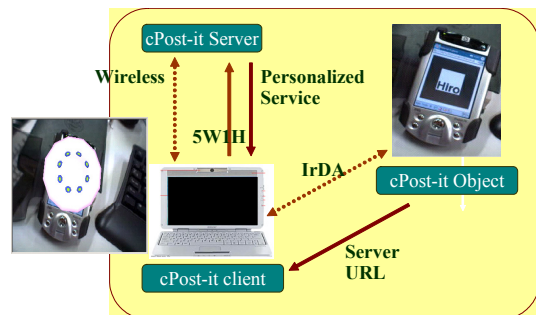 cPost-it Server
Wireless
Personalized
Service
5W1H
Hiro
IrDA
cPost-it Object
Server
URL
cPost-it client